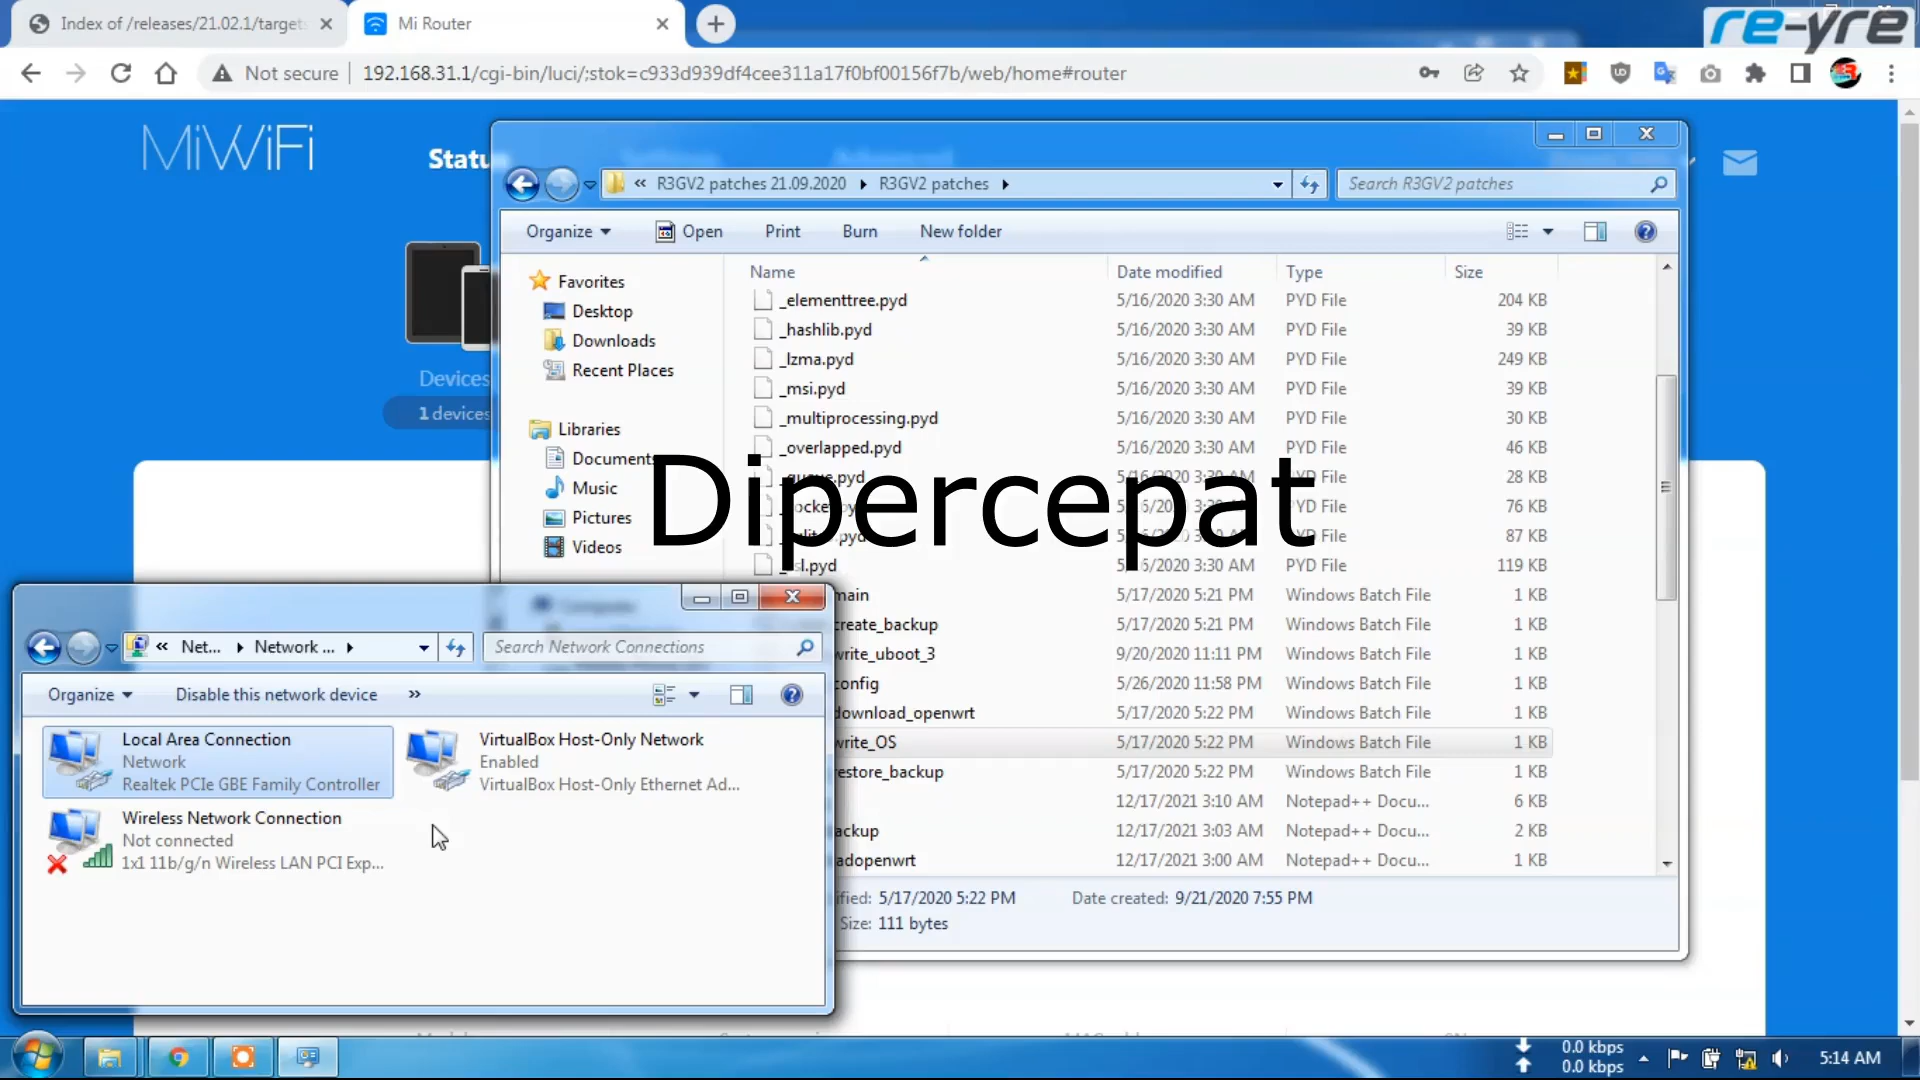 Index of /releases/21.02.1/target
Mi Router
re-yre
Not secure
192.168.31.1/cgi-bin/luci/;stok=c933d939df4cee311a17f0bf00156f7b/web/home#router
MiWiFi
Statu
Devices
1 devices
« R3GV2 patches 21.09.2020 R3GV2 patches
Search R3GV2 patches
Organize
Open
Print
Burn
New folder
Favorites
Desktop
Downloads
Recent Places
Libraries
Documents
Music
Pictures
Videos
Name Date modified Type Size
_elementtree.pyd 5/16/2020 3:30 AM PYD File 204 KB
_hashlib.pyd 5/16/2020 3:30 AM PYD File 39 KB
_lzma.pyd 5/16/2020 3:30 AM PYD File 249 KB
_msi.pyd 5/16/2020 3:30 AM PYD File 39 KB
_multiprocessing.pyd 5/16/2020 3:30 AM PYD File 30 KB
_overlapped.pyd 5/16/2020 3:30 AM PYD File 46 KB
PYD File 28 KB
76 KB
87 KB
3:30 AM PYD File 119 KB
main 5/17/2020 5:21 PM Windows Batch File 1 KB
create_backup 5/17/2020 5:21 PM Windows Batch File 1 KB
write_uboot_3 9/20/2020 11:11 PM Windows Batch File 1 KB
config 5/26/2020 11:58 PM Windows Batch File 1 KB
download_openwrt 5/17/2020 5:22 PM Windows Batch File 1 KB
write_OS 5/17/2020 5:22 PM Windows Batch File 1 KB
restore_backup 5/17/2020 5:22 PM Windows Batch File 1 KB
12/17/2021 3:10 AM Notepad++ Docu... 6 KB
ackup 12/17/2021 3:03 AM Notepad++ Docu... 2 KB
adopenwrt 12/17/2021 3:00 AM Notepad++ Docu... 1 KB
ified: 5/17/2020 5:22 PM Date created: 9/21/2020 7:55 PM
Size: 111 bytes
Dipercepat
« Net... Network ...
Search Network Connections
Organize
Disable this network device
»
Local Area Connection
Network
Realtek PCIe GBE Family Controller
VirtualBox Host-Only Network
Enabled
VirtualBox Host-Only Ethernet Ad...
Wireless Network Connection
Not connected
1x1 11b/g/n Wireless LAN PCI Exp...
0.0 kbps
0.0 kbps
5:14 AM